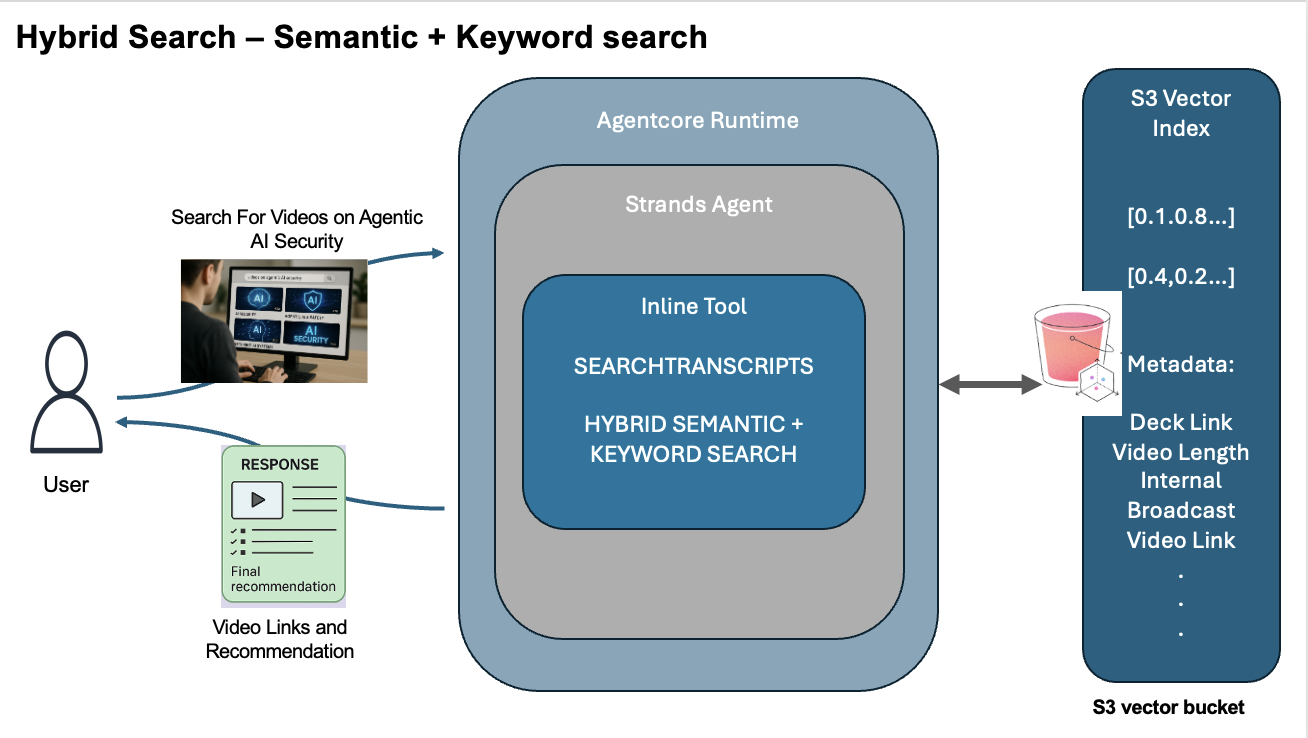 Hybrid Search – Semantic + Keyword search
Search For Videos on Agentic
AI Security
AI
AI
AI
AI
SECURITY
User
RESPONSE
Final
recommendation
Video Links and
Recommendation
Agentcore Runtime
Strands Agent
Inline Tool
SEARCHTRANSCRIPTS
HYBRID SEMANTIC +
KEYWORD SEARCH
S3 Vector
Index
[0.1.0.8...]
[0.4,0.2...]
Metadata:
Deck Link
Video Length
Internal
Broadcast
Video Link
.
.
.
S3 vector bucket